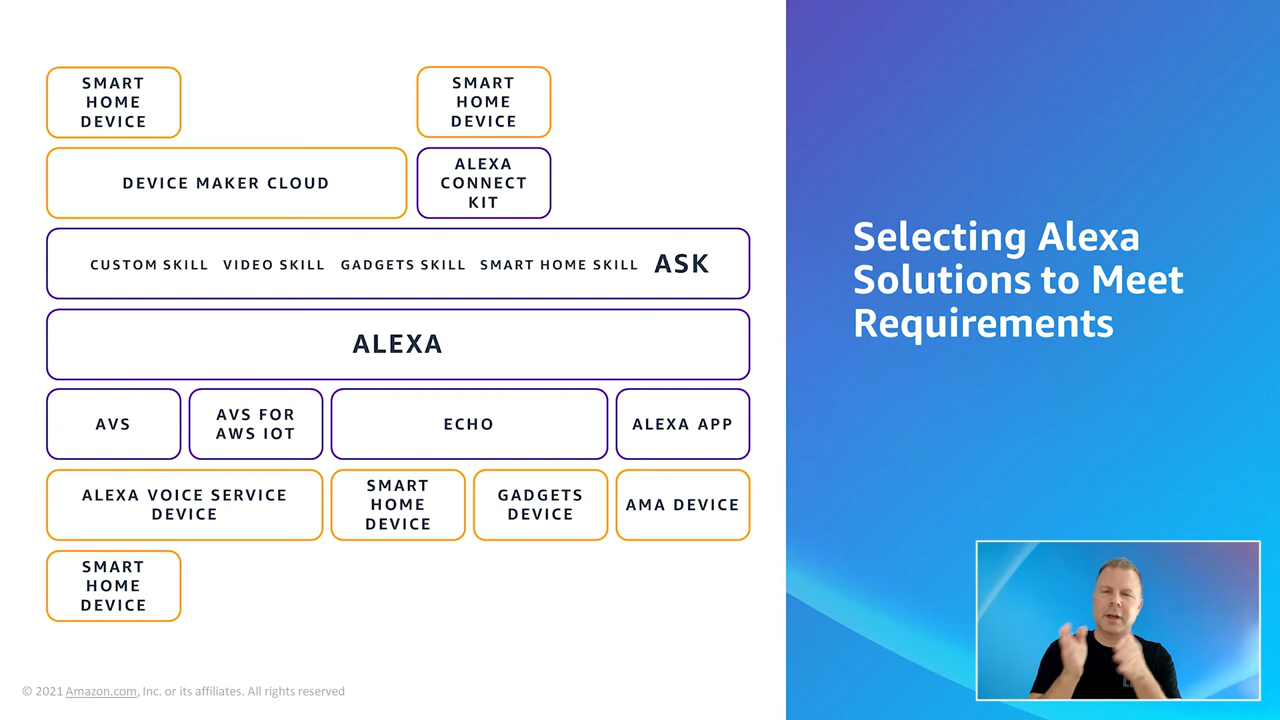 SMART
HOME
DEVICE
SMART
HOME
DEVICE
DEVICE MAKER CLOUD
ALEXA
CONNECT
KIT
CUSTOM SKILL VIDEO SKILL GADGETS SKILL SMART HOME SKILL ASK
ALEXA
AVS
AVS FOR
AWS IOT
ECHO
ALEXA APP
ALEXA VOICE SERVICE
DEVICE
SMART
HOME
DEVICE
GADGETS
DEVICE
AMA DEVICE
SMART
HOME
DEVICE
© 2021 Amazon.com, Inc. or its affiliates. All rights reserved
Selecting Alexa
Solutions to Meet
Requirements